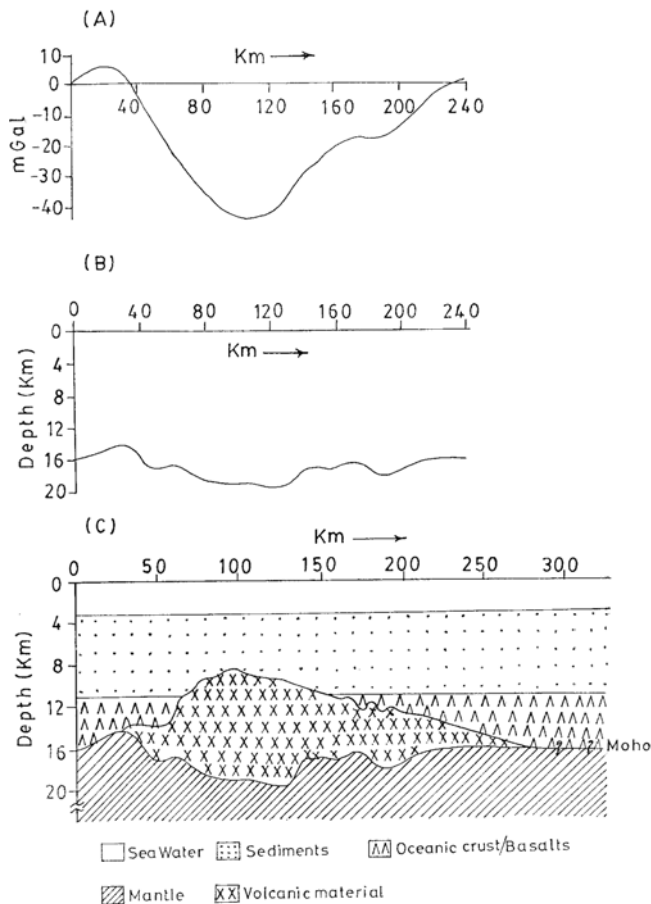 (A)
Km
10
0
40
80
120
160
200
240
-10
-20
-30
-40
mGal
(B)
0
40
80
120
160
200
240
0
4
8
12
16
20
Km
Depth (Km)
(C)
Km
0
50
100
150
200
250
300
0
4
8
12
16
20
Depth (Km)
Moho
Sea Water
Sediments
Oceanic crust/Basalts
Mantle
Volcanic material